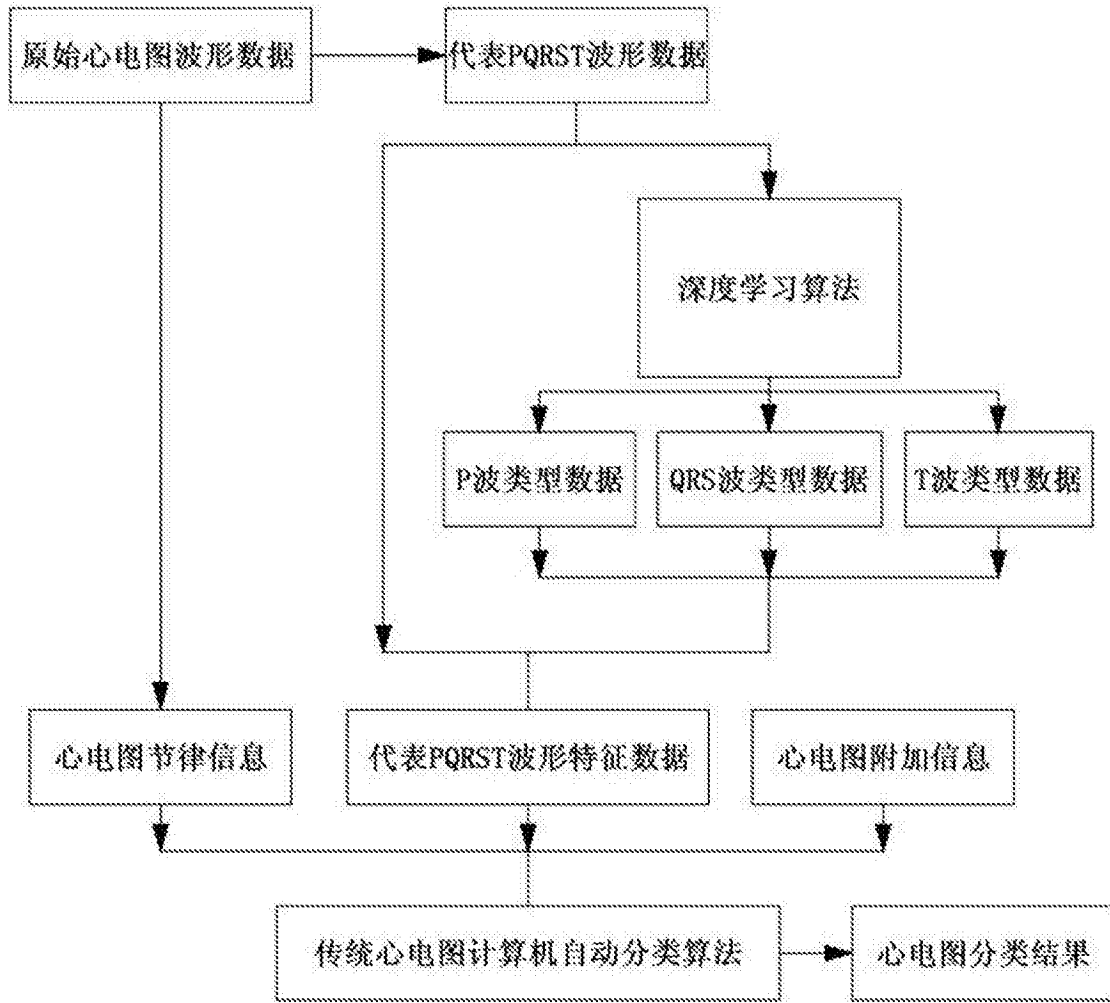 原始心电图波形数据
代表PQRST波形数据
深度学习算法
P波类型数据
QRS波类型数据
T波类型数据
心电图节律信息
代表PQRST波形特征数据
心电图附加信息
传统心电图计算机自动分类算法
心电图分类结果